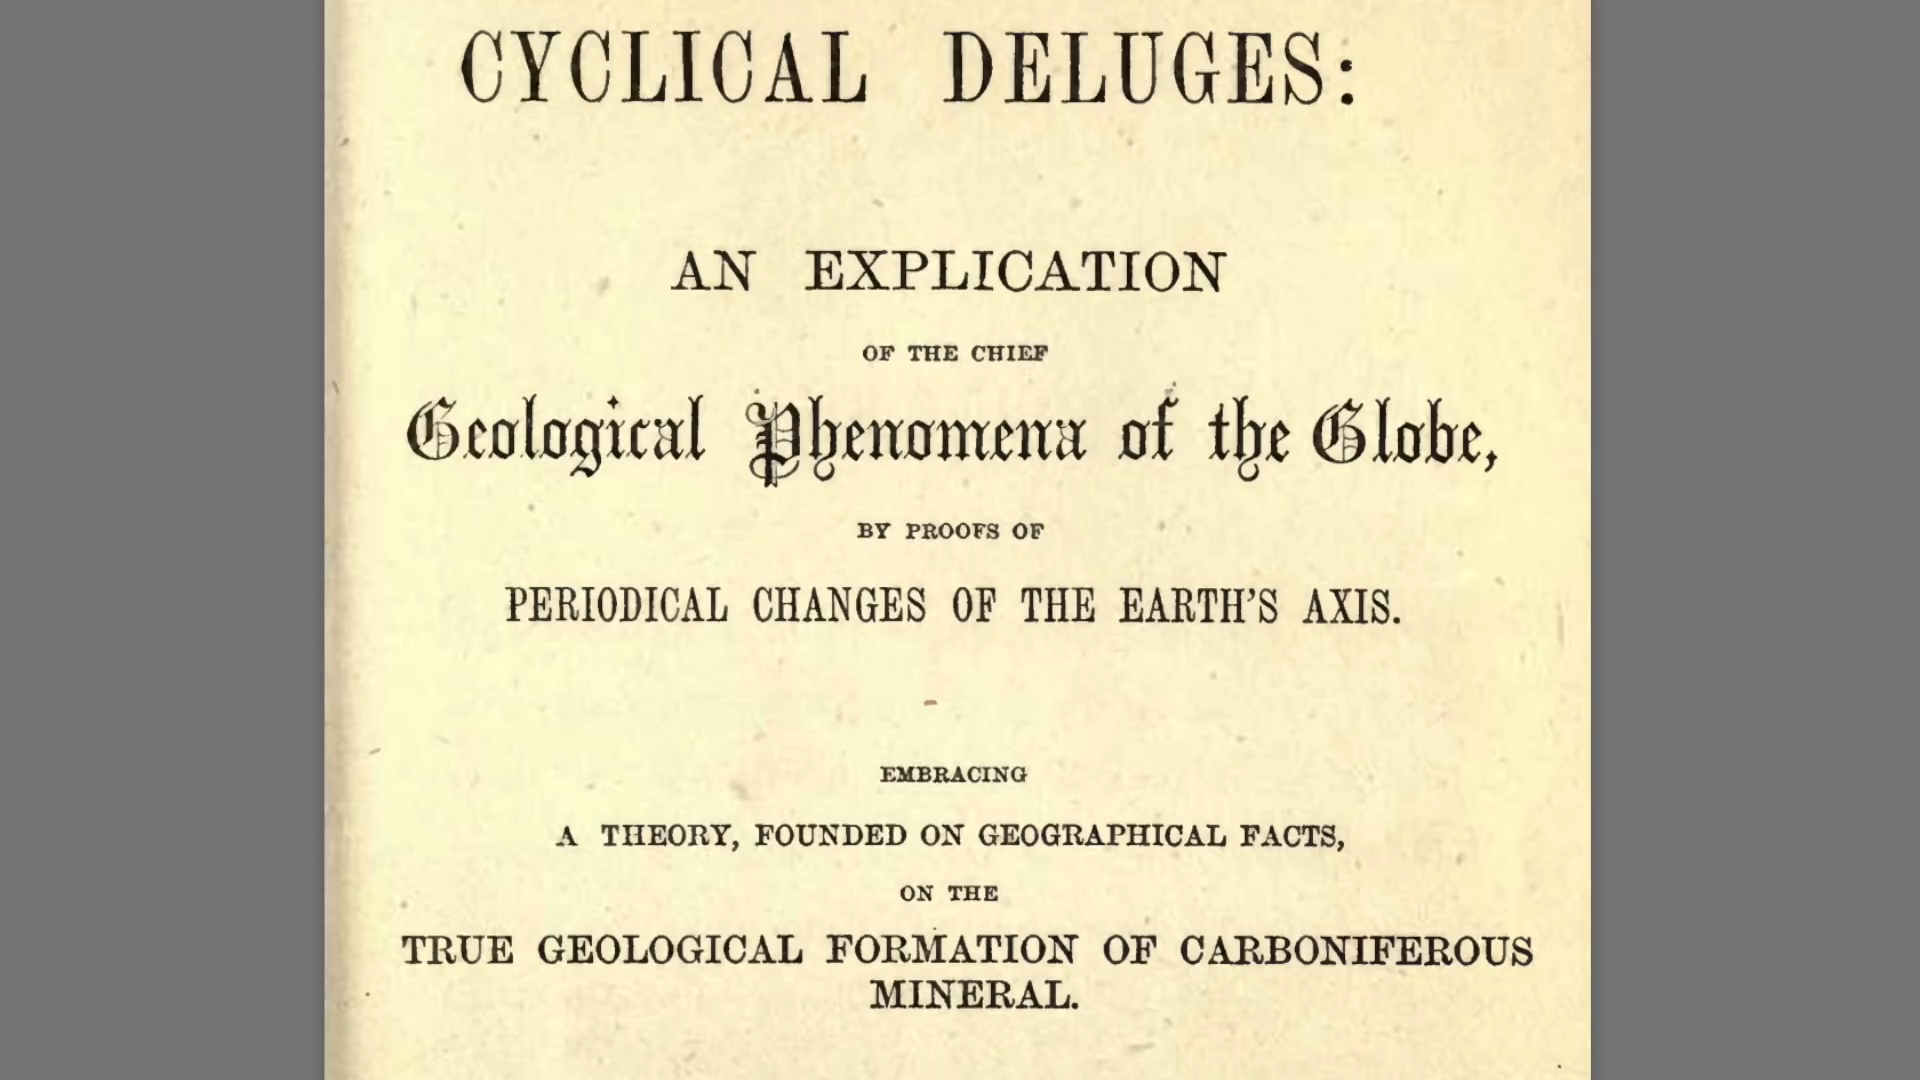 CYCLICAL DELUGES:
AN EXPLICATION
OF THE CHIEF
Geological Phenomena of the Globe,
BY PROOFS OF
PERIODICAL CHANGES OF THE EARTH'S AXIS.
EMBRACING
A THEORY, FOUNDED ON GEOGRAPHICAL FACTS,
ON THE
TRUE GEOLOGICAL FORMATION OF CARBONIFEROUS
MINERAL.